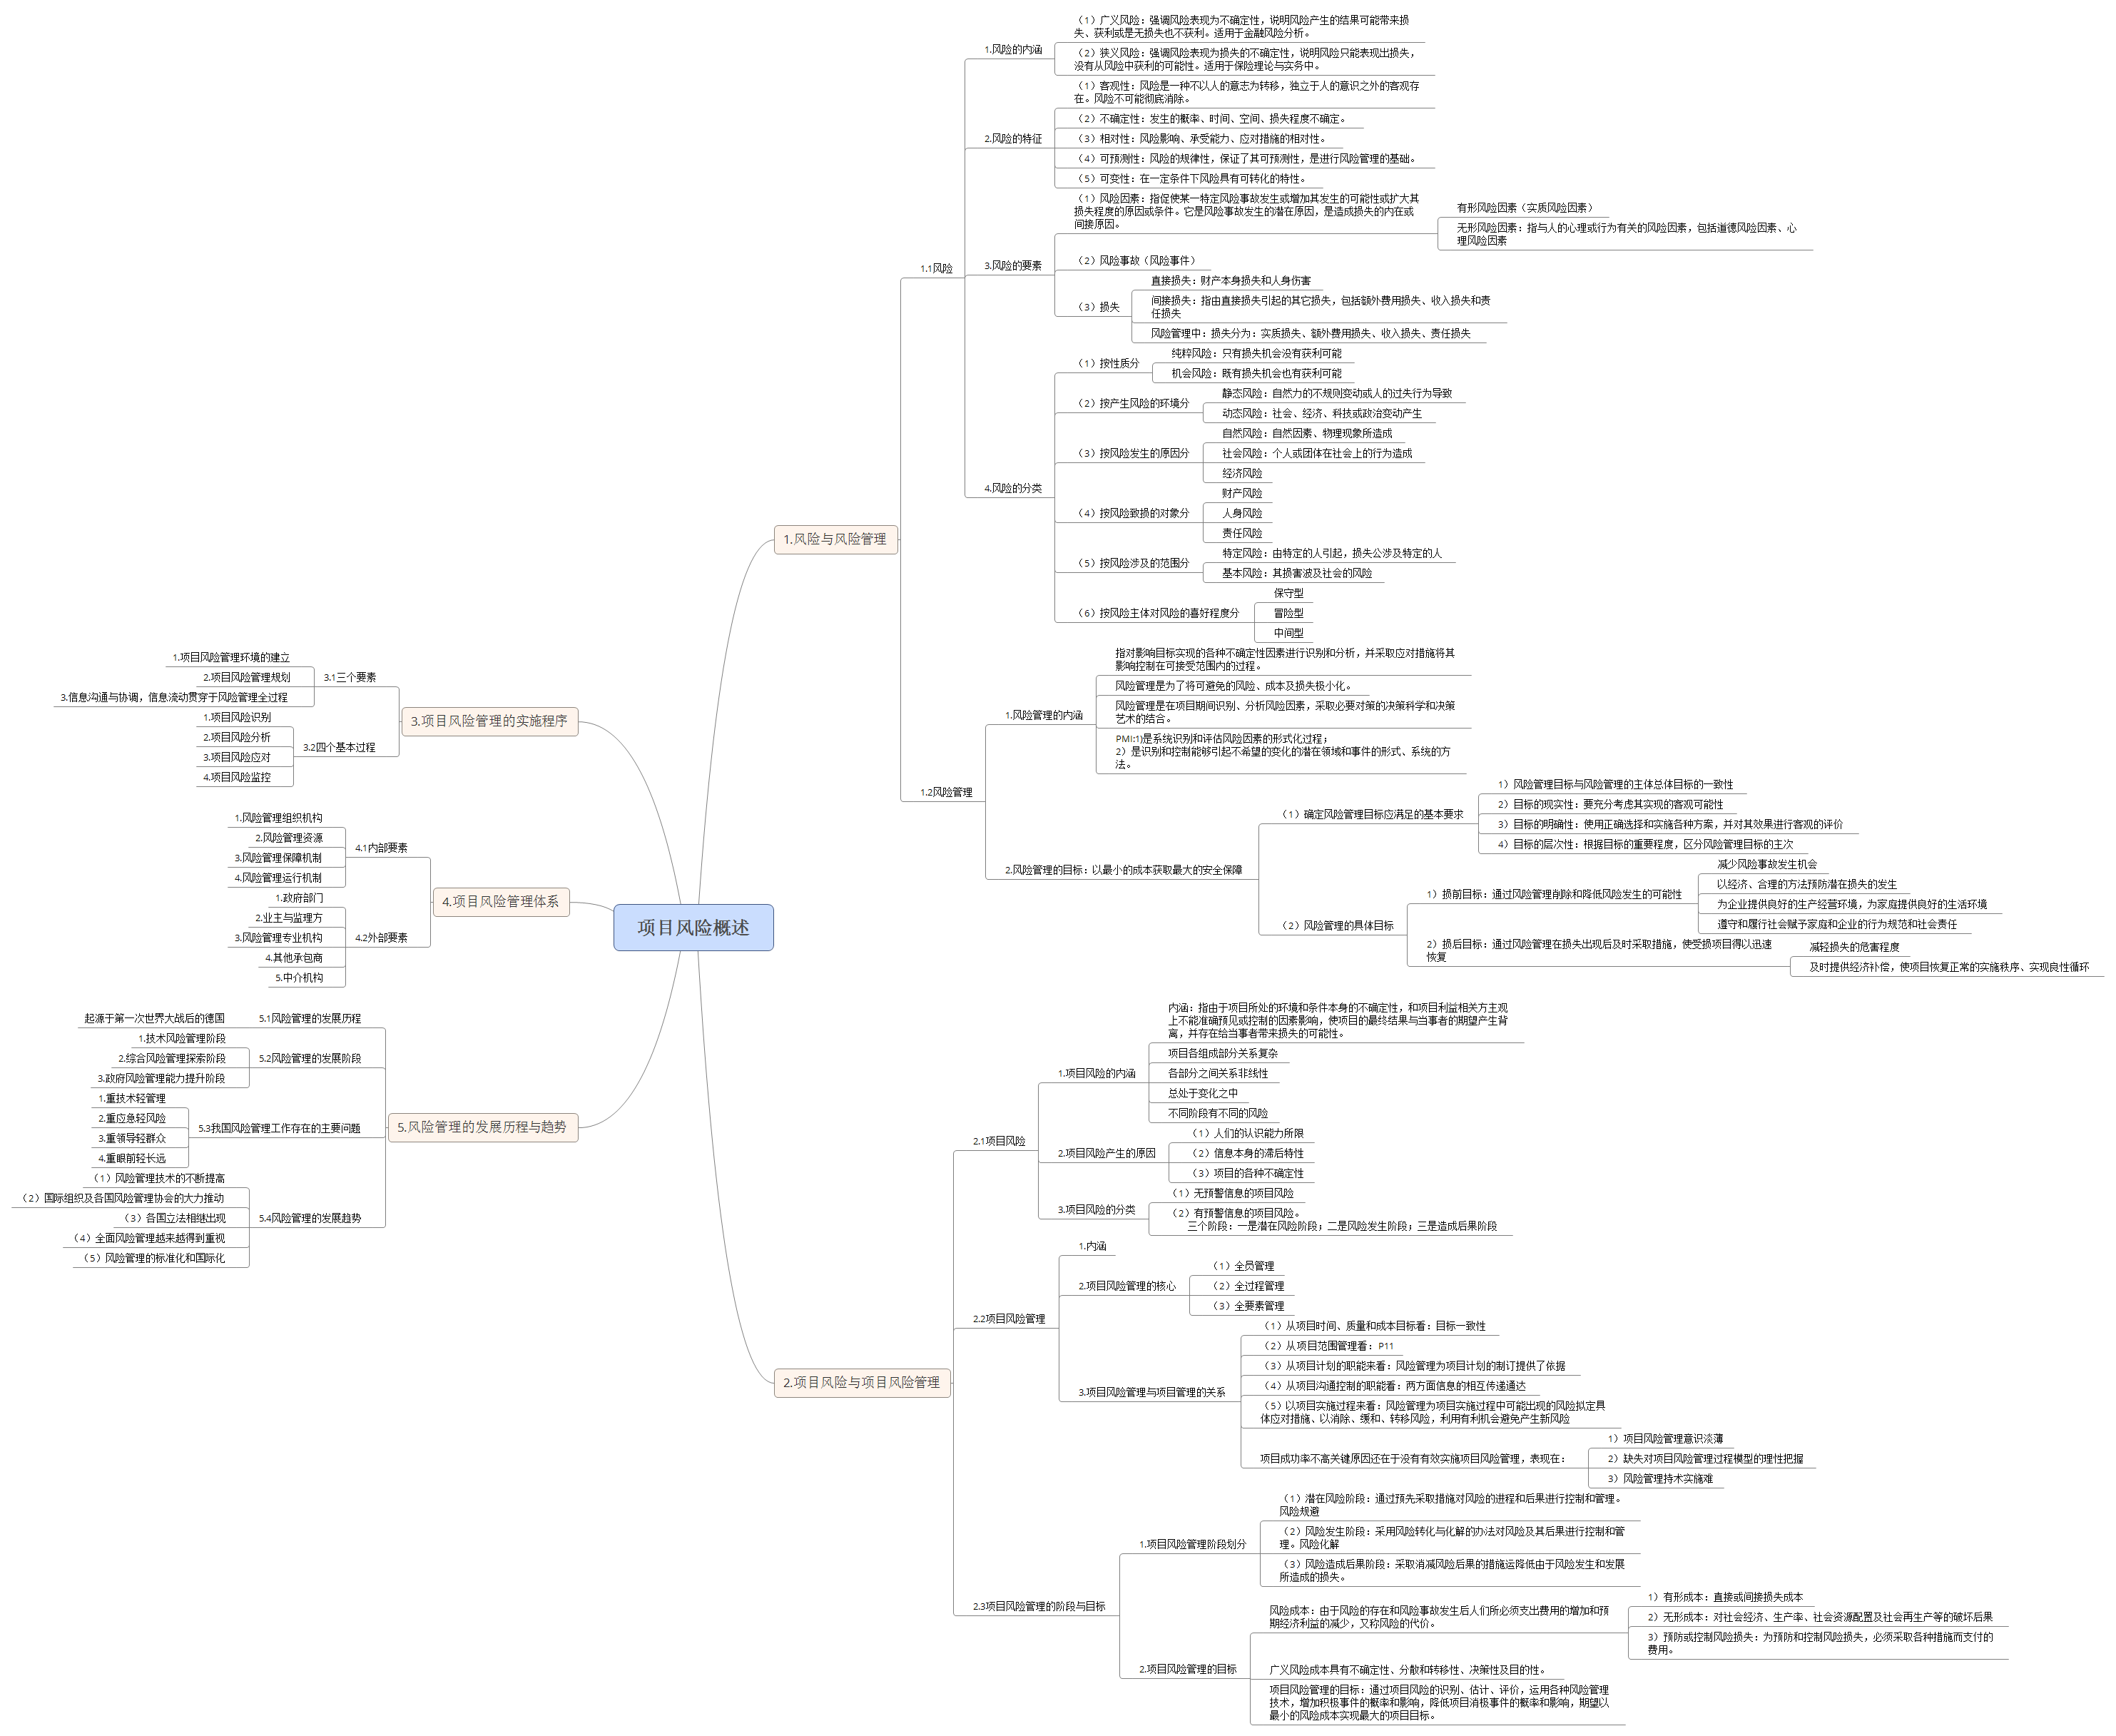 项目风险概述
1.风险与风险管理
1.1风险
1.风险的内涵
（1）广义风险：强调风险表现为不确定性，说明风险产生的结果可能带来损
失、获利或是无损失也不获利。适用于金融风险分析。
（2）狭义风险：强调风险表现为损失的不确定性，说明风险只能表现出损失，
没有从风险中获利的可能性。适用于保险理论与实务中。
2.风险的特征
（1）客观性：风险是一种不以人的意志为转移，独立于人的意识之外的客观存
在。风险不可能彻底消除。
（2）不确定性：发生的概率、时间、空间、损失程度不确定。
（3）相对性：风险影响、承受能力、应对措施的相对性。
（4）可预测性：风险的规律性，保证了其可预测性，是进行风险管理的基础。
（5）可变性：在一定条件下风险具有可转化的特性。
3.风险的要素
（1）风险因素：指促使某一特定风险事故发生或增加其发生的可能性或扩大其
损失程度的原因或条件。它是风险事故发生的潜在原因，是造成损失的内在或
间接原因。
有形风险因素（实质风险因素）
无形风险因素：指与人的心理或行为有关的风险因素，包括道德风险因素、心
理风险因素
（2）风险事故（风险事件）
（3）损失
直接损失：财产本身损失和人身伤害
间接损失：指由直接损失引起的其它损失，包括额外费用损失、收入损失和责
任损失
风险管理中：损失分为：实质损失、额外费用损失、收入损失、责任损失
4.风险的分类
（1）按性质分
纯粹风险：只有损失机会没有获利可能
机会风险：既有损失机会也有获利可能
（2）按产生风险的环境分
静态风险：自然力的不规则变动或人的过失行为导致
动态风险：社会、经济、科技或政治变动产生
（3）按风险发生的原因分
自然风险：自然因素、物理现象所造成
社会风险：个人或团体在社会上的行为造成
经济风险
（4）按风险致损的对象分
财产风险
人身风险
责任风险
（5）按风险涉及的范围分
特定风险：由特定的人引起，损失公涉及特定的人
基本风险：其损害波及社会的风险
（6）按风险主体对风险的喜好程度分
保守型
冒险型
中间型
1.2风险管理
1.风险管理的内涵
指对影响目标实现的各种不确定性因素进行识别和分析，并采取应对措施将其
影响控制在可接受范围内的过程。
风险管理是为了将可避免的风险、成本及损失极小化。
风险管理是在项目期间识别、分析风险因素，采取必要对策的决策科学和决策
艺术的结合。
PMI:1)是系统识别和评估风险因素的形式化过程；
2）是识别和控制能够引起不希望的变化的潜在领域和事件的形式、系统的方
法。
2.风险管理的目标：以最小的成本获取最大的安全保障
（1）确定风险管理目标应满足的基本要求
1）风险管理目标与风险管理的主体总体目标的一致性
2）目标的现实性：要充分考虑其实现的客观可能性
3）目标的明确性：使用正确选择和实施各种方案，并对其效果进行客观的评价
4）目标的层次性：根据目标的重要程度，区分风险管理目标的主次
（2）风险管理的具体目标
1）损前目标：通过风险管理削除和降低风险发生的可能性
减少风险事故发生机会
以经济、合理的方法预防潜在损失的发生
为企业提供良好的生产经营环境，为家庭提供良好的生活环境
遵守和履行社会赋予家庭和企业的行为规范和社会责任
2）损后目标：通过风险管理在损失出现后及时采取措施，使受损项目得以迅速
恢复
减轻损失的危害程度
及时提供经济补偿，使项目恢复正常的实施秩序、实现良性循环
2.项目风险与项目风险管理
2.1项目风险
1.项目风险的内涵
内涵：指由于项目所处的环境和条件本身的不确定性，和项目利益相关方主观
上不能准确预见或控制的因素影响，使项目的最终结果与当事者的期望产生背
离，并存在给当事者带来损失的可能性。
项目各组成部分关系复杂
各部分之间关系非线性
总处于变化之中
不同阶段有不同的风险
2.项目风险产生的原因
（1）人们的认识能力所限
（2）信息本身的滞后特性
（3）项目的各种不确定性
3.项目风险的分类
（1）无预警信息的项目风险
（2）有预警信息的项目风险。
三个阶段：一是潜在风险阶段；二是风险发生阶段；三是造成后果阶段
2.2项目风险管理
1.内涵
2.项目风险管理的核心
（1）全员管理
（2）全过程管理
（3）全要素管理
3.项目风险管理与项目管理的关系
（1）从项目时间、质量和成本目标看：目标一致性
（2）从项目范围管理看：P11
（3）从项目计划的职能来看：风险管理为项目计划的制订提供了依据
（4）从项目沟通控制的职能看：两方面信息的相互传递通达
（5）以项目实施过程来看：风险管理为项目实施过程中可能出现的风险拟定具
体应对措施、以消除、缓和、转移风险，利用有利机会避免产生新风险
项目成功率不高关键原因还在于没有有效实施项目风险管理，表现在：
1）项目风险管理意识淡薄
2）缺失对项目风险管理过程模型的理性把握
3）风险管理持术实施难
2.3项目风险管理的阶段与目标
1.项目风险管理阶段划分
（1）潜在风险阶段：通过预先采取措施对风险的进程和后果进行控制和管理。
风险规避
（2）风险发生阶段：采用风险转化与化解的办法对风险及其后果进行控制和管
理。风险化解
（3）风险造成后果阶段：采取消减风险后果的措施运降低由于风险发生和发展
所造成的损失。
2.项目风险管理的目标
风险成本：由于风险的存在和风险事故发生后人们所必须支出费用的增加和预
期经济利益的减少，又称风险的代价。
1）有形成本：直接或间接损失成本
2）无形成本：对社会经济、生产率、社会资源配置及社会再生产等的破坏后果
3）预防或控制风险损失：为预防和控制风险损失，必须采取各种措施而支付的
费用。
广义风险成本具有不确定性、分散和转移性、决策性及目的性。
项目风险管理的目标：通过项目风险的识别、估计、评价，运用各种风险管理
技术，增加积极事件的概率和影响，降低项目消极事件的概率和影响，期望以
最小的风险成本实现最大的项目目标。
3.项目风险管理的实施程序
3.1三个要素
1.项目风险管理环境的建立
2.项目风险管理规划
3.信息沟通与协调，信息流动贯穿于风险管理全过程
3.2四个基本过程
1.项目风险识别
2.项目风险分析
3.项目风险应对
4.项目风险监控
4.项目风险管理体系
4.1内部要素
1.风险管理组织机构
2.风险管理资源
3.风险管理保障机制
4.风险管理运行机制
4.2外部要素
1.政府部门
2.业主与监理方
3.风险管理专业机构
4.其他承包商
5.中介机构
5.风险管理的发展历程与趋势
5.1风险管理的发展历程
起源于第一次世界大战后的德国
5.2风险管理的发展阶段
1.技术风险管理阶段
2.综合风险管理探索阶段
3.政府风险管理能力提升阶段
5.3我国风险管理工作存在的主要问题
1.重技术轻管理
2.重应急轻风险
3.重领导轻群众
4.重眼前轻长远
5.4风险管理的发展趋势
（1）风险管理技术的不断提高
（2）国际组织及各国风险管理协会的大力推动
（3）各国立法相继出现
（4）全面风险管理越来越得到重视
（5）风险管理的标准化和国际化